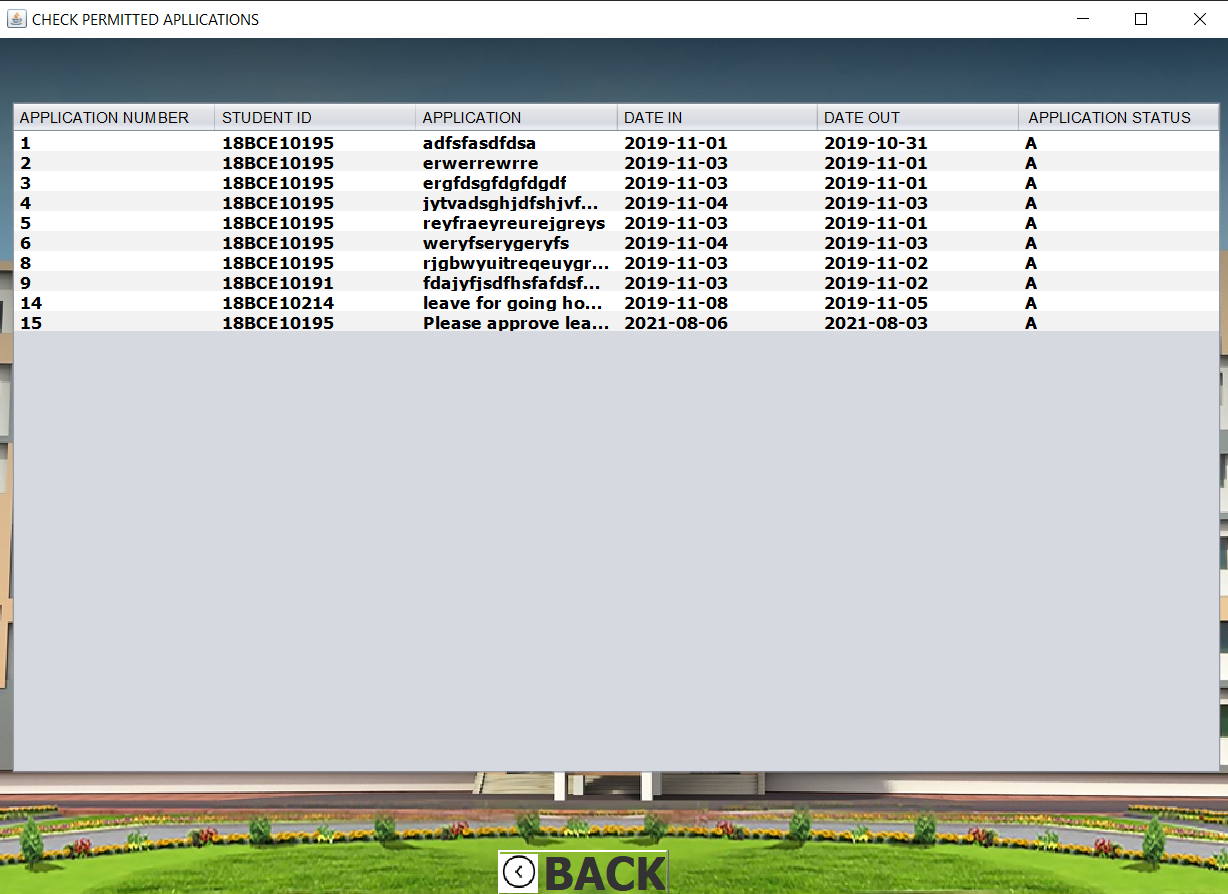 CHECK PERMITTED APLLICATIONS
APPLICATION NUMBER STUDENT ID APPLICATION DATE IN DATE OUT APPLICATION STATUS
1 18BCE10195 adfsfasdfdsa 2019-11-01 2019-10-31 A
2 18BCE10195 erwerrewrre 2019-11-03 2019-11-01 A
3 18BCE10195 ergfdsgfdgfdgdf 2019-11-03 2019-11-01 A
4 18BCE10195 jytvadsghjdfshjvf... 2019-11-04 2019-11-03 A
5 18BCE10195 reyfraeyreurejgreys 2019-11-03 2019-11-01 A
6 18BCE10195 weryfserygeryfs 2019-11-04 2019-11-03 A
8 18BCE10195 rjgbwyuitreqeuygr... 2019-11-03 2019-11-02 A
9 18BCE10191 fdajyfjsdfhsfafdsf... 2019-11-03 2019-11-02 A
14 18BCE10214 leave for going ho... 2019-11-08 2019-11-05 A
15 18BCE10195 Please approve lea... 2021-08-06 2021-08-03 A
BACK